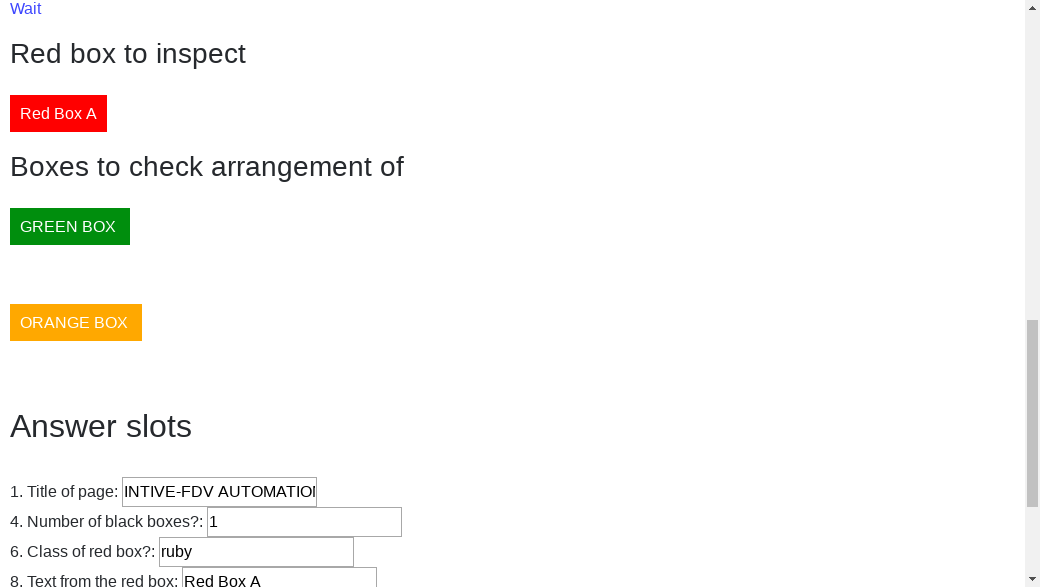 Wait
Red box to inspect
Red Box A
Boxes to check arrangement of
GREEN BOX
ORANGE BOX
Answer slots
1. Title of page: INTIVE-FDV AUTOMATION
4. Number of black boxes?: 1
6. Class of red box?: ruby
8. Text from the red box: Red Box A